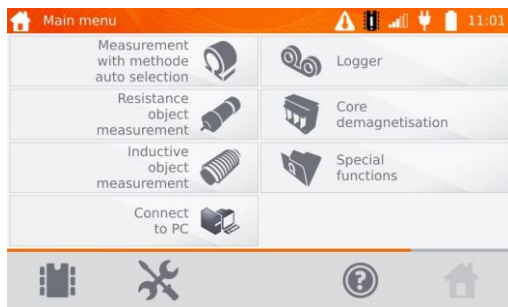 Main menu
11:01
Measurement
with methode
auto selection
Logger
Resistance
object
measurement
Core
demagnetisation
Inductive
object
measurement
Special
functions
Connect
to PC